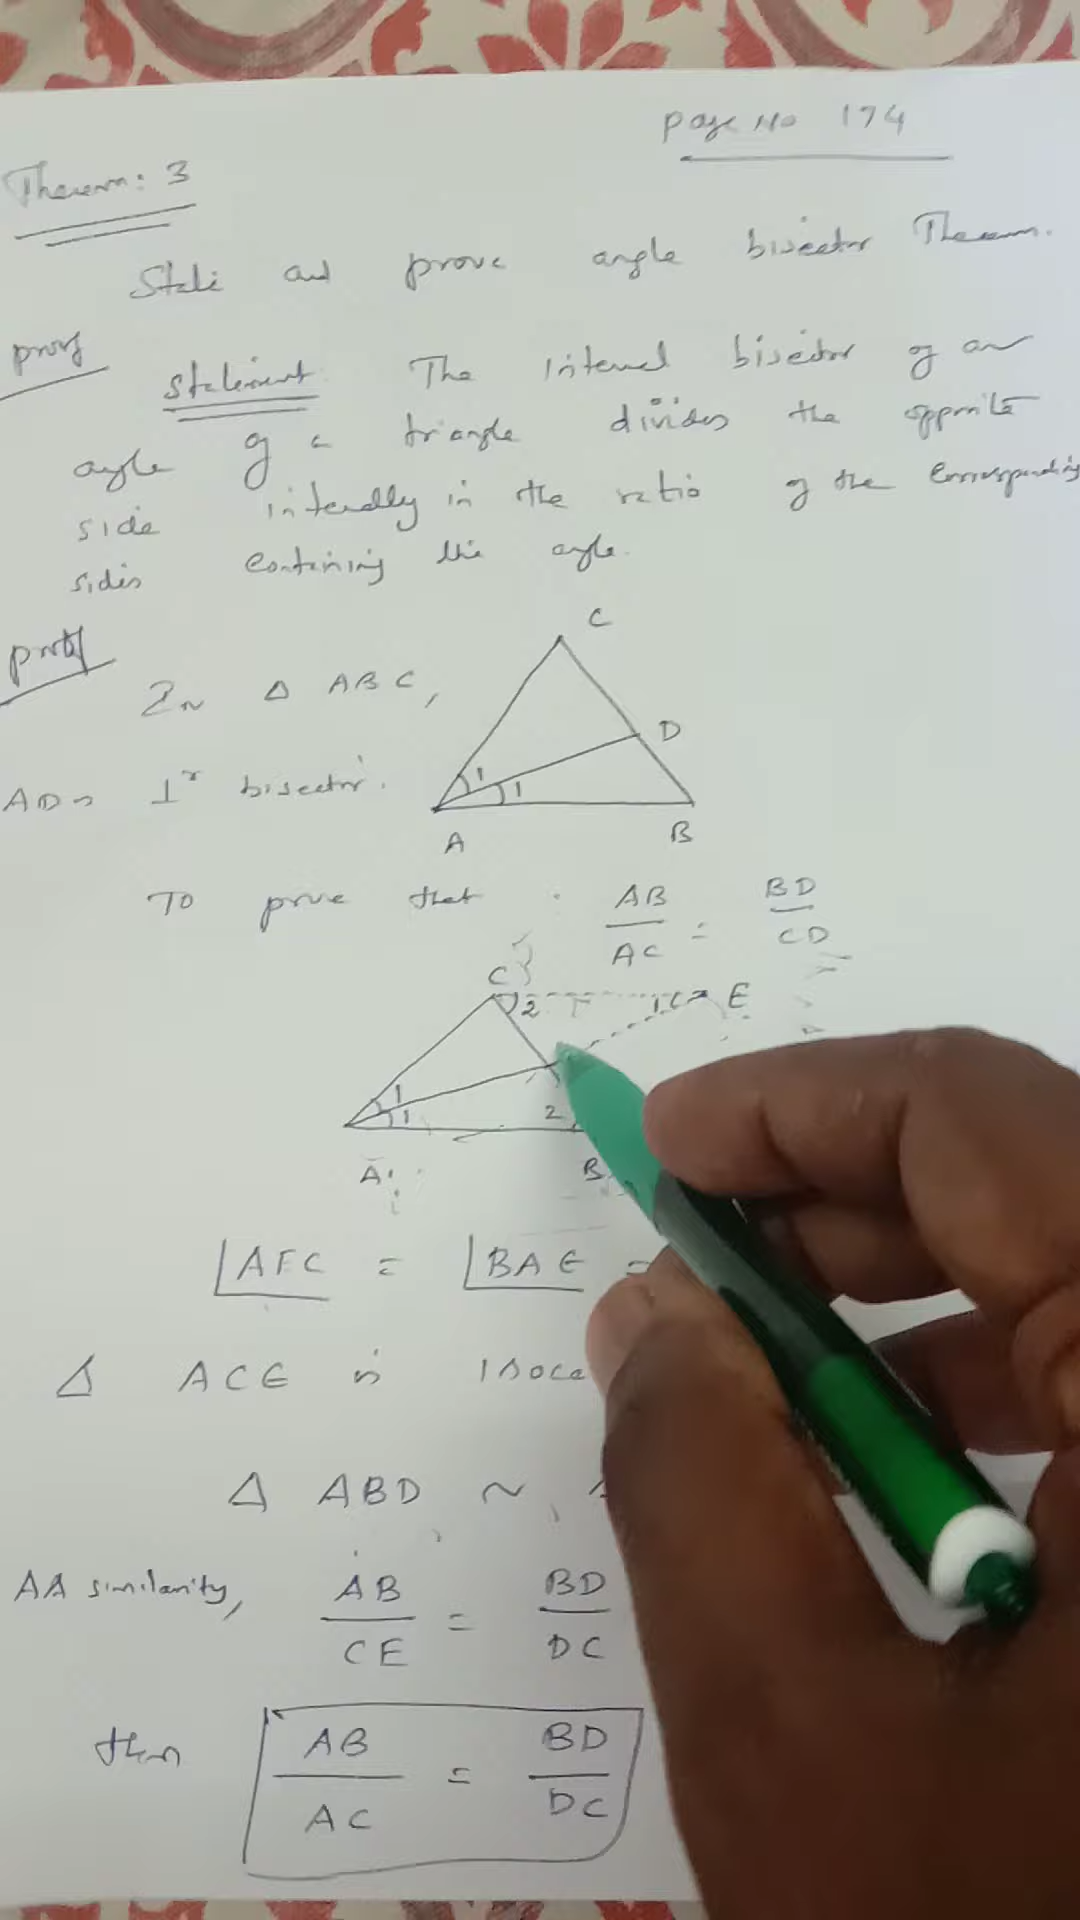 Page No 174
Theorem: 3
State and prove angle bisector Theorem.
proof
Statement The Internal bisector of an
angle of a triangle divides the opposite
side internally in the ratio of the corresponding
sides containing the angle.
proof
In Δ ABC,
C
D
AD is ⊥r bisector.
1
1
A B
To prove that AB/AC = BD/CD
C 2 1 E
1
1 2
A B
∠AEC = ∠BAE =
Δ ACE is Isoce
Δ ABD ~
AA similarity, AB/CE = BD/DC
then AB/AC = BD/DC